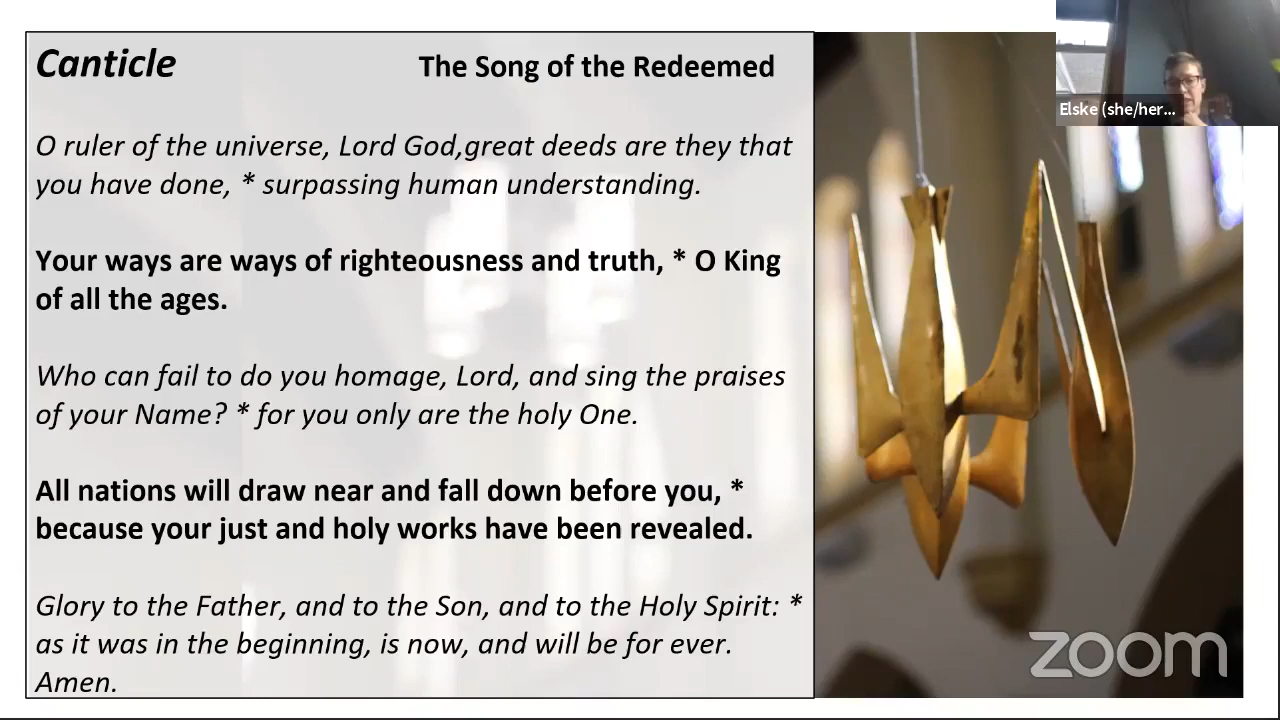 Canticle The Song of the Redeemed
O ruler of the universe, Lord God,great deeds are they that
you have done, * surpassing human understanding.
Your ways are ways of righteousness and truth, * O King
of all the ages.
Who can fail to do you homage, Lord, and sing the praises
of your Name? * for you only are the holy One.
All nations will draw near and fall down before you, *
because your just and holy works have been revealed.
Glory to the Father, and to the Son, and to the Holy Spirit: *
as it was in the beginning, is now, and will be for ever.
Amen.
Elske (she/her...
zoom